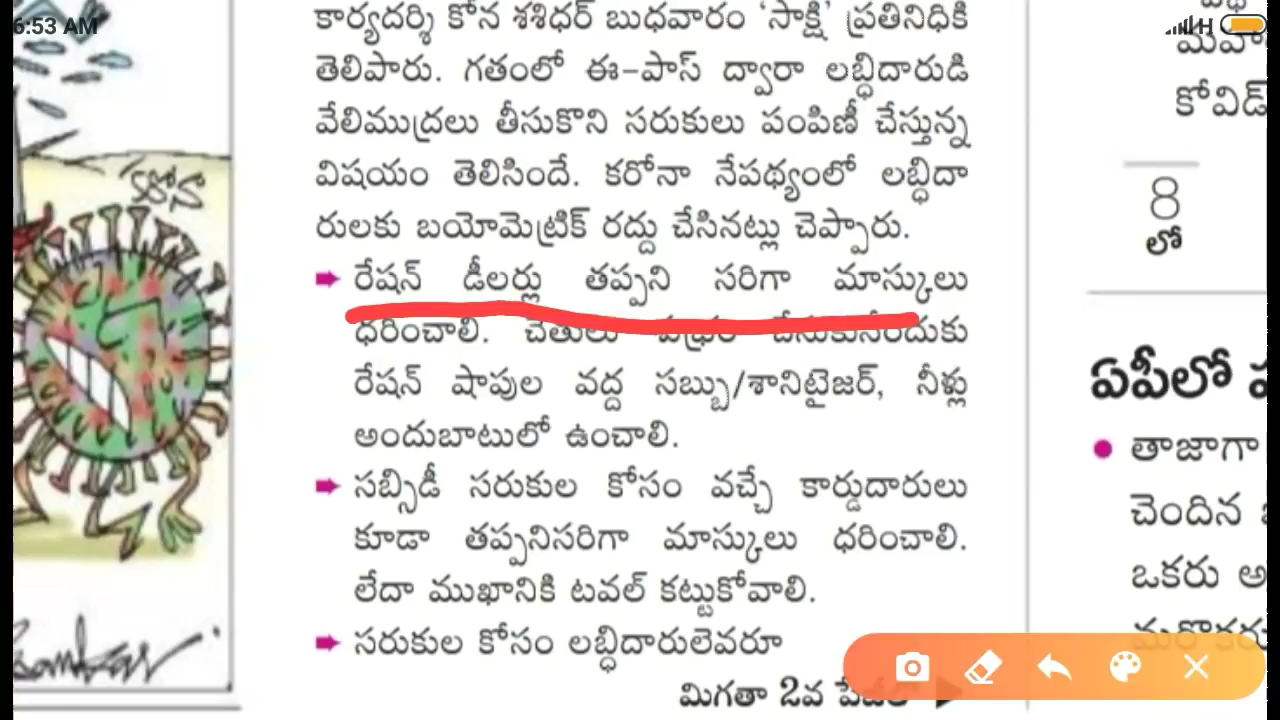 6:53 AM
H
కార్యదర్శి కోన శశిధర్ బుధవారం ‘సాక్షి’ ప్రతినిధికి
తెలిపారు. గతంలో ఈ-పాస్ ద్వారా లబ్ధిదారుడి
వేలిముద్రలు తీసుకొని సరుకులు పంపిణీ చేస్తున్న
విషయం తెలిసిందే. కరోనా నేపథ్యంలో లబ్ధిదా
రులకు బయోమెట్రిక్ రద్దు చేసినట్లు చెప్పారు.
రేషన్ డీలర్లు తప్పని సరిగా మాస్కులు
ధరించాలి. చేతులు శుభ్రం చేసుకునేందుకు
రేషన్ షాపుల వద్ద సబ్బు/శానిటైజర్, నీళ్లు
అందుబాటులో ఉంచాలి.
సబ్సిడీ సరుకుల కోసం వచ్చే కార్డుదారులు
కూడా తప్పనిసరిగా మాస్కులు ధరించాలి.
లేదా ముఖానికి టవల్ కట్టుకోవాలి.
సరుకుల కోసం లబ్ధిదారులెవరూ
మిగతా 2వ పేజీలో
కరోనా
కోవిడ్
8
లో
ఏపీలో
తాజాగా
చెందిన
ఒకరు